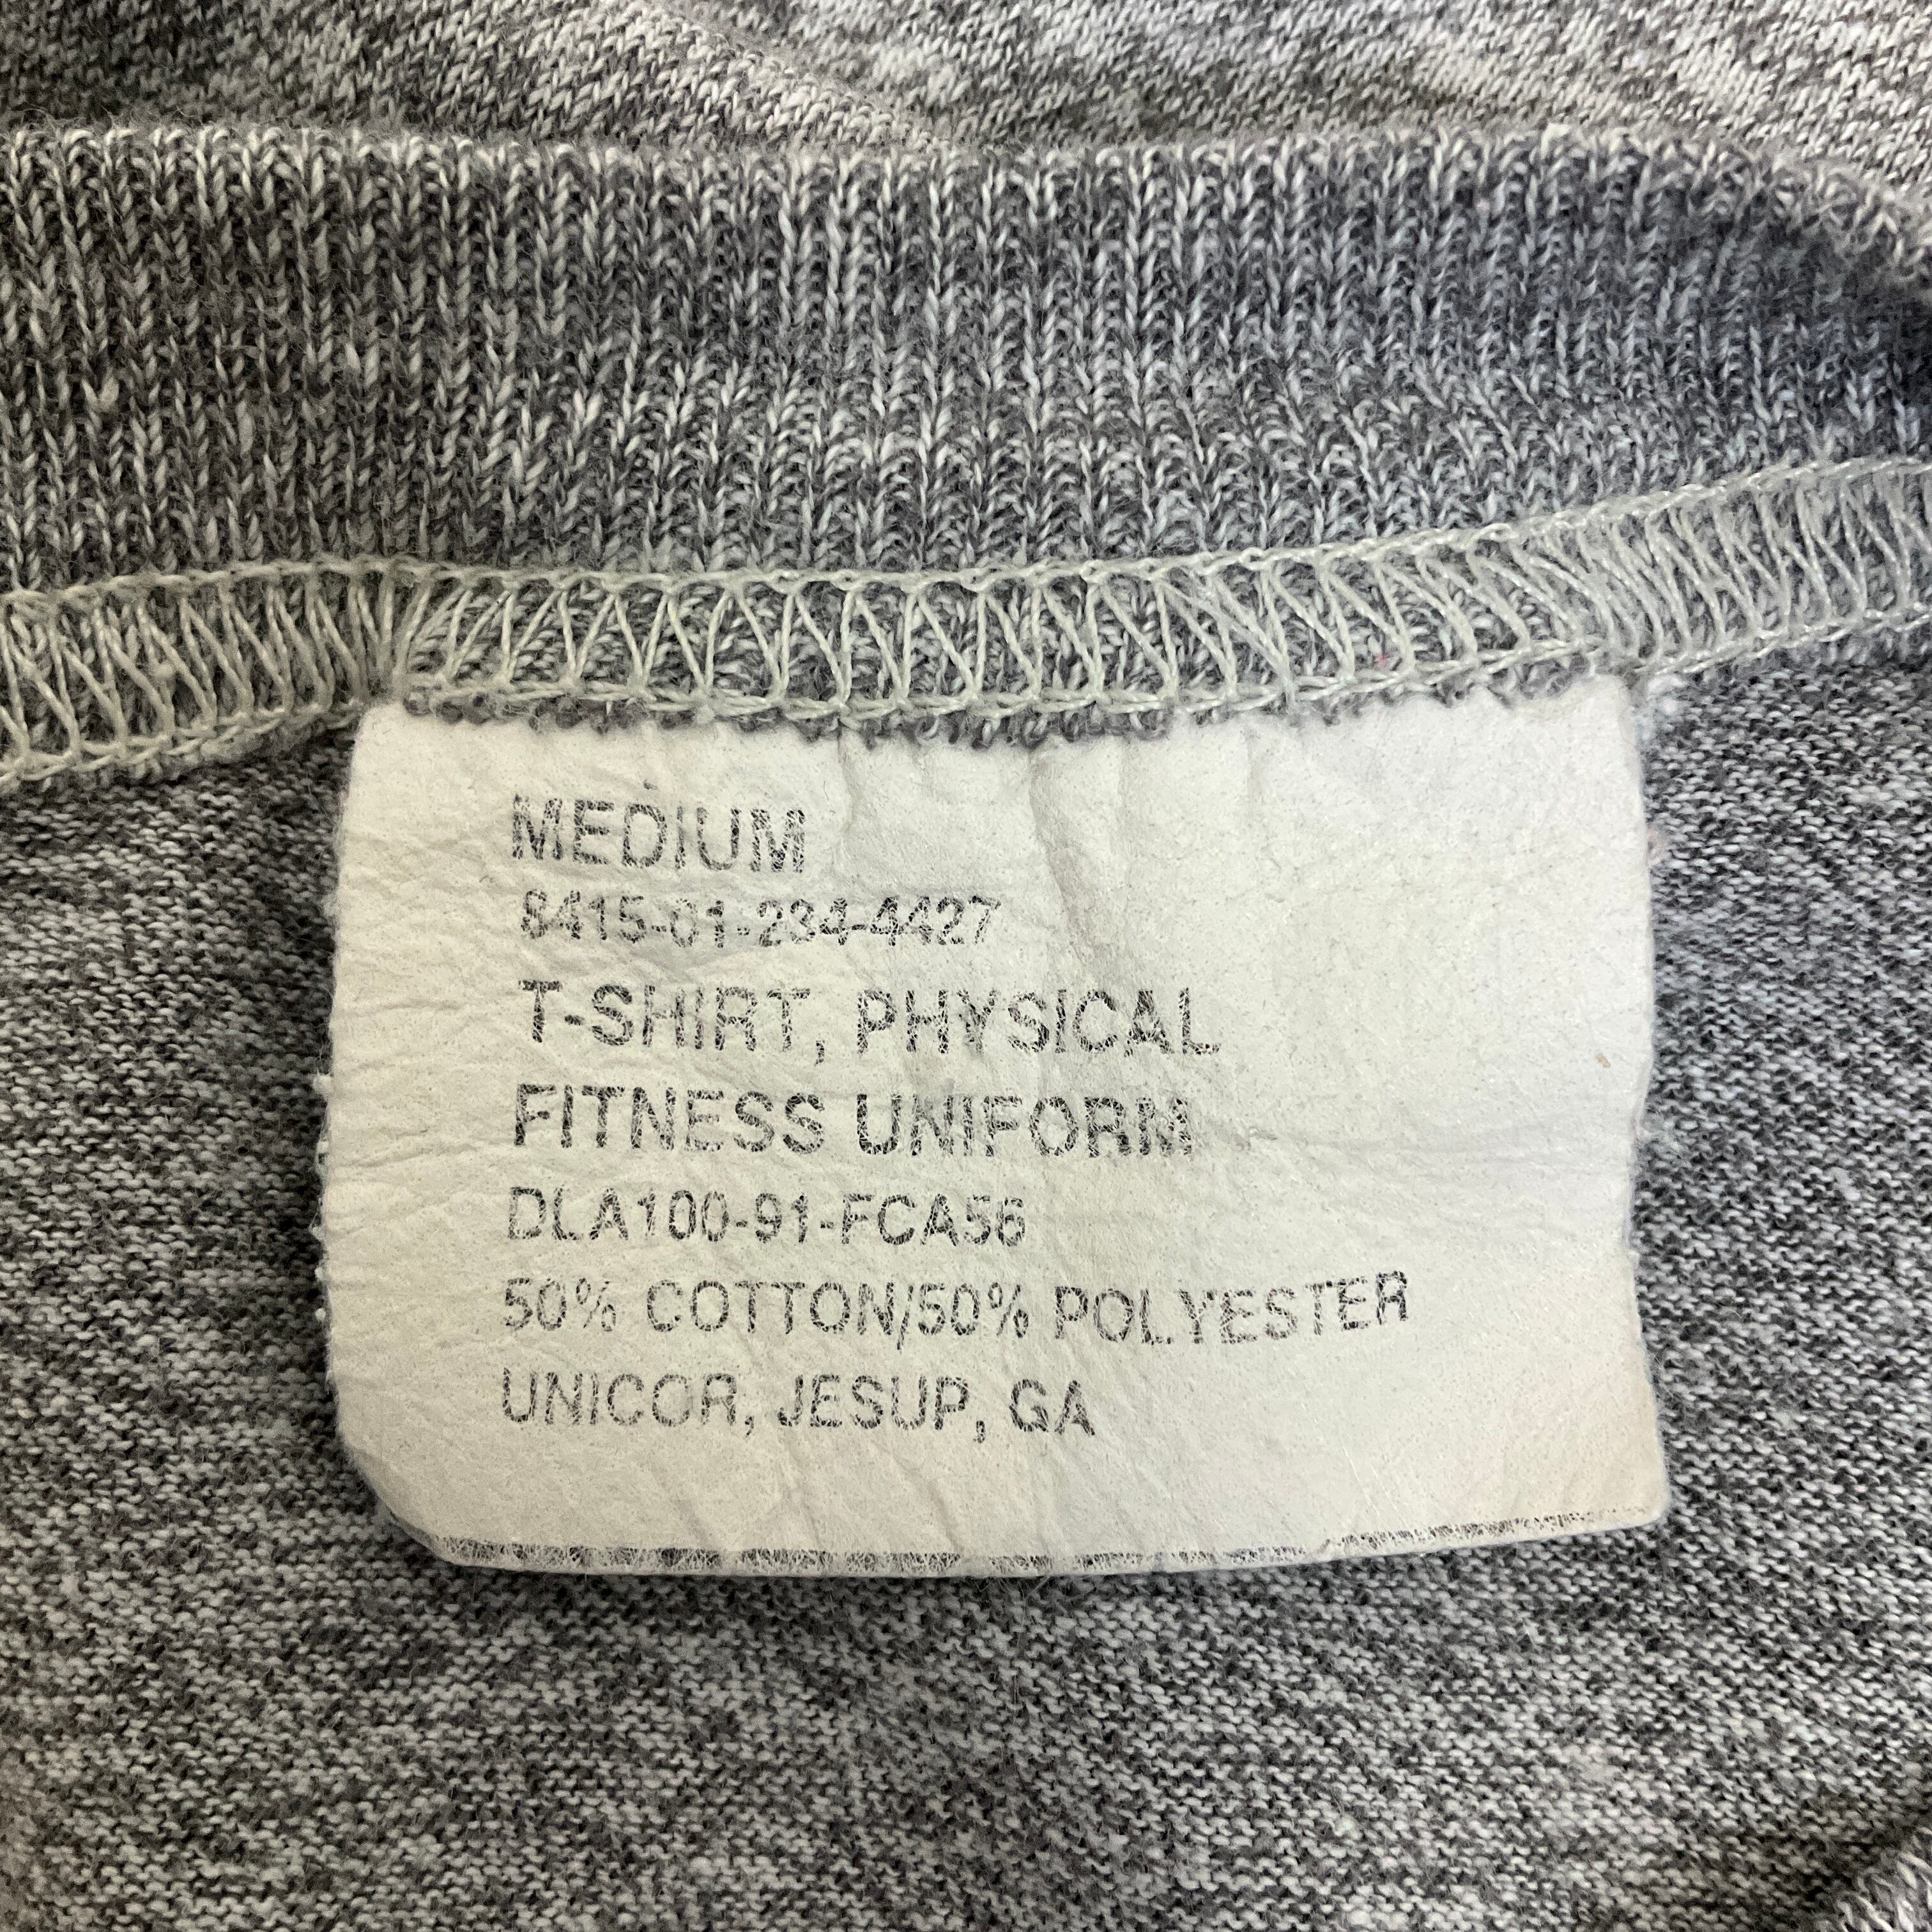 MEDIUM
8415-01-234-4427
T-SHIRT, PHYSICAL
FITNESS UNIFORM
DLA100-91-FCA56
50% COTTON/50% POLYESTER
UNICOR, JESUP, GA